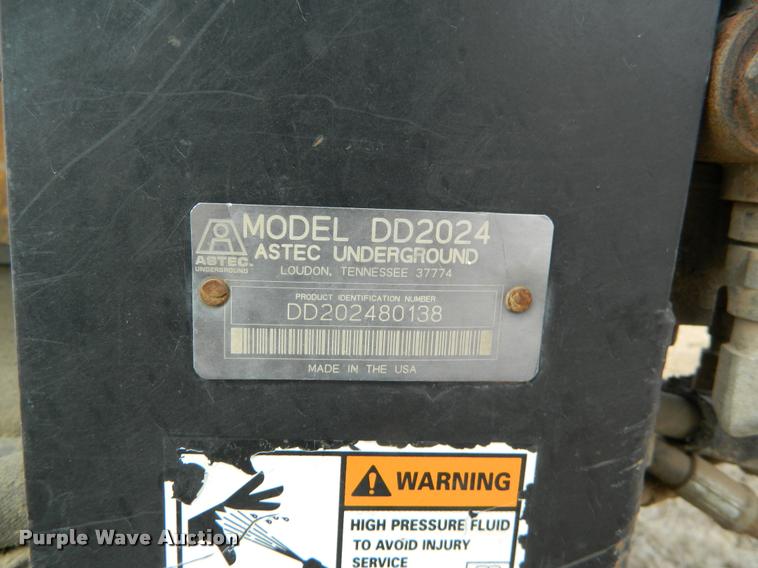 MODEL DD2024
ASTEC UNDERGROUND
LOUDON, TENNESSEE 37774
ASTEC.
UNDERGROUND
PRODUCT IDENTIFICATION NUMBER
DD202480138
MADE IN THE USA
WARNING
HIGH PRESSURE FLUID
TO AVOID INJURY
SERVICE
Purple Wave Auction